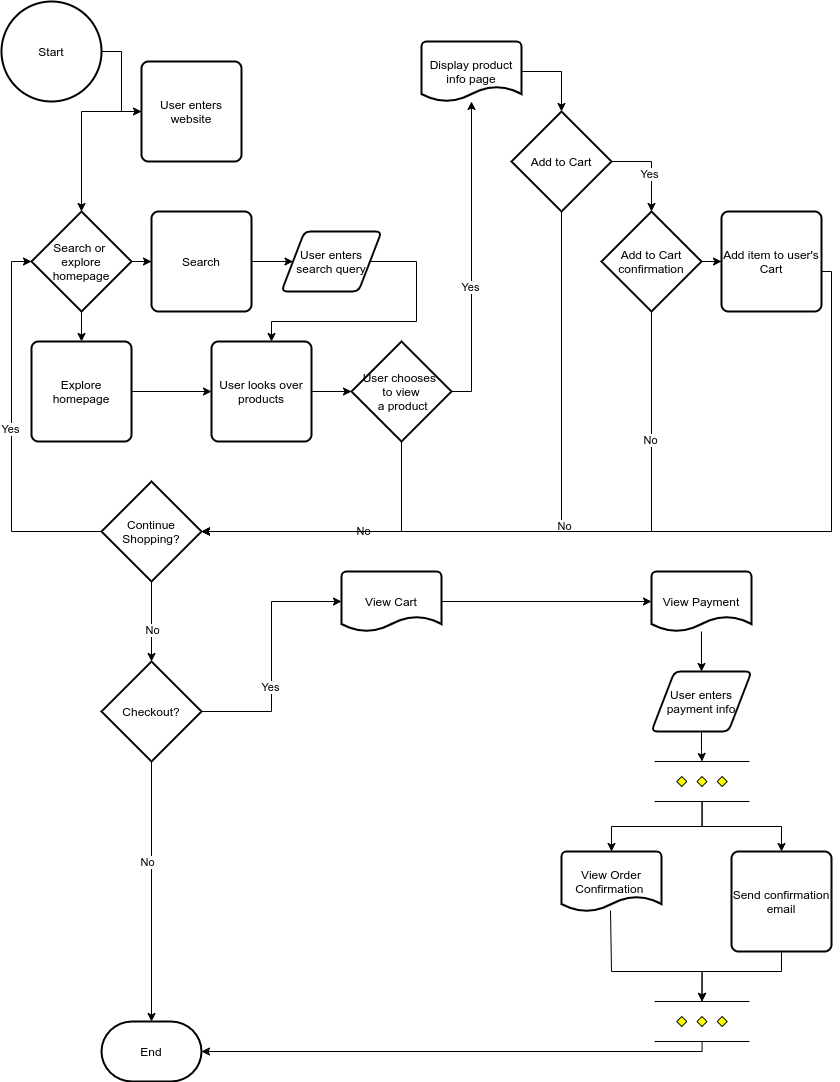 Start
User enters
website
Display product
info page
Add to Cart
Yes
Search or
explore
homepage
Search
User enters
search query
Yes
Add to Cart
confirmation
Add item to user's
Cart
Explore
homepage
User looks over
products
User chooses
to view
a product
Yes
No
Continue
Shopping?
No
No
View Cart
View Payment
No
Checkout?
Yes
User enters
payment info
No
View Order
Confirmation
Send confirmation
email
End